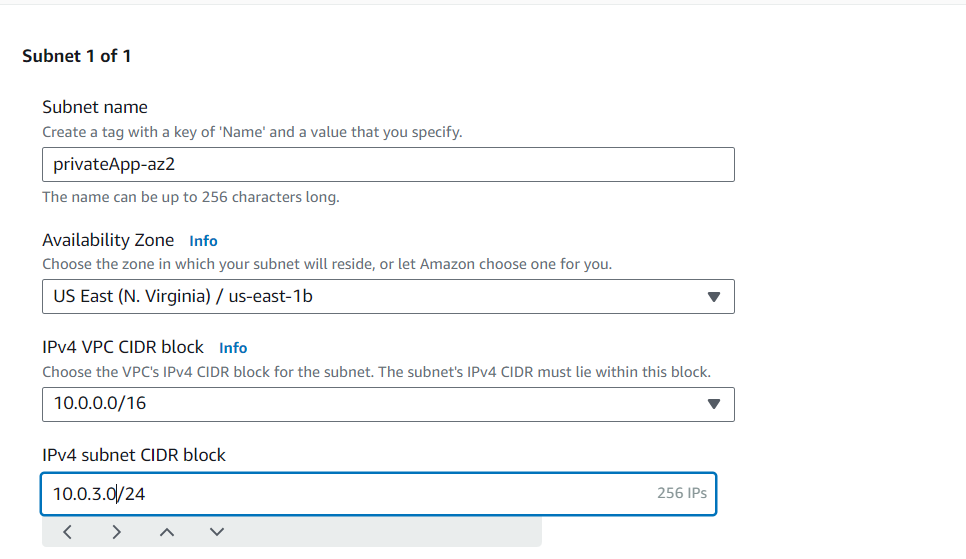 Subnet 1 of 1
Subnet name
Create a tag with a key of 'Name' and a value that you specify.
privateApp-az2
The name can be up to 256 characters long.
Availability Zone Info
Choose the zone in which your subnet will reside, or let Amazon choose one for you.
US East (N. Virginia) / us-east-1b
IPv4 VPC CIDR block Info
Choose the VPC's IPv4 CIDR block for the subnet. The subnet's IPv4 CIDR must lie within this block.
10.0.0.0/16
IPv4 subnet CIDR block
10.0.3.0/24 256 IPs